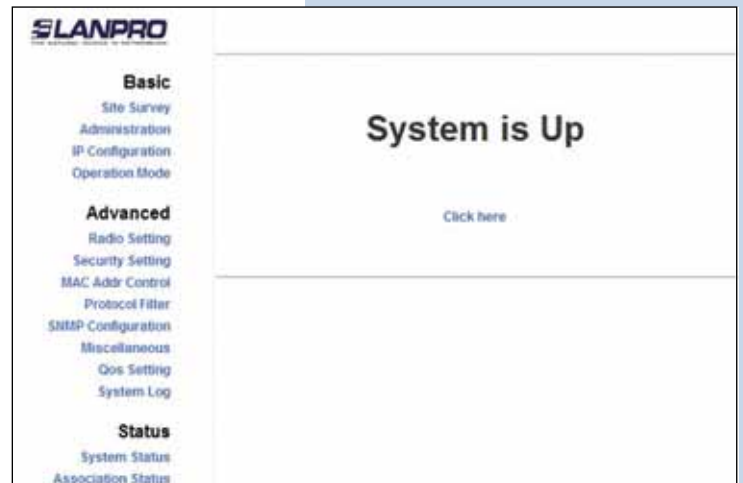 LANPRO
Basic
Site Survey
Administration
IP Configuration
Operation Mode
Advanced
Radio Setting
Security Setting
MAC Addr Control
Protocol Filter
SNMP Configuration
Miscellaneous
Qos Setting
System Log
Status
System Status
Association Status
System is Up
Click here